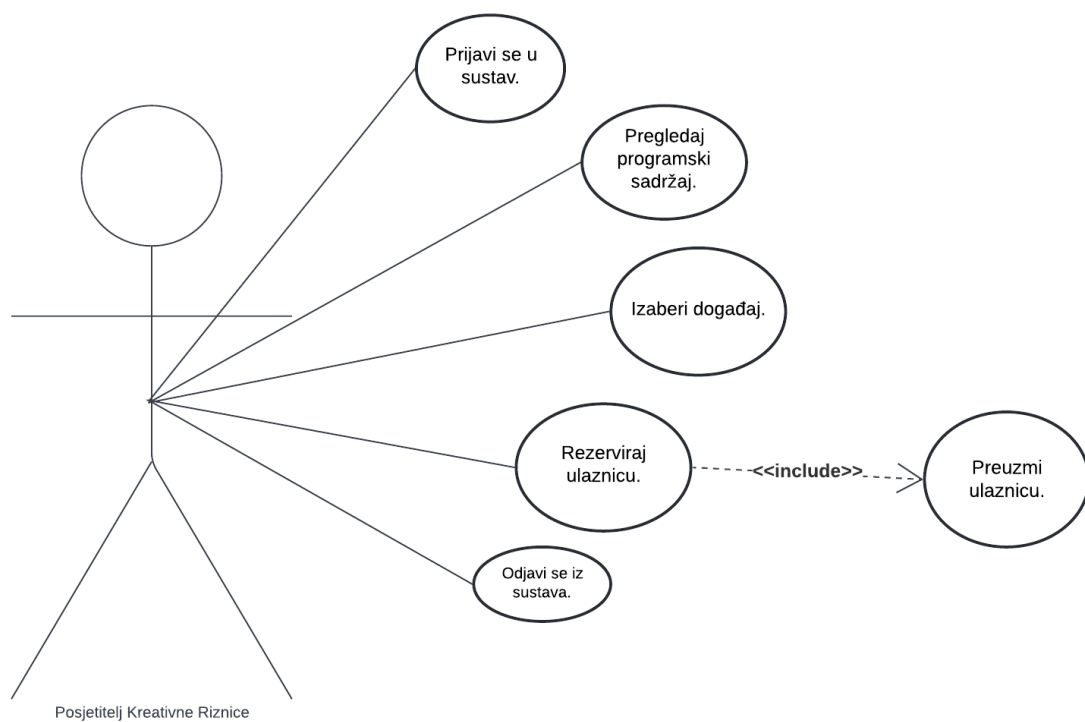 Prijavi se u
sustav.
Pregledaj
programski
sadržaj.
Izaberi događaj.
Rezerviraj
ulaznicu.
<<include>>
Preuzmi
ulaznicu.
Odjavi se iz
sustava.
Posjetitelj Kreativne Riznice